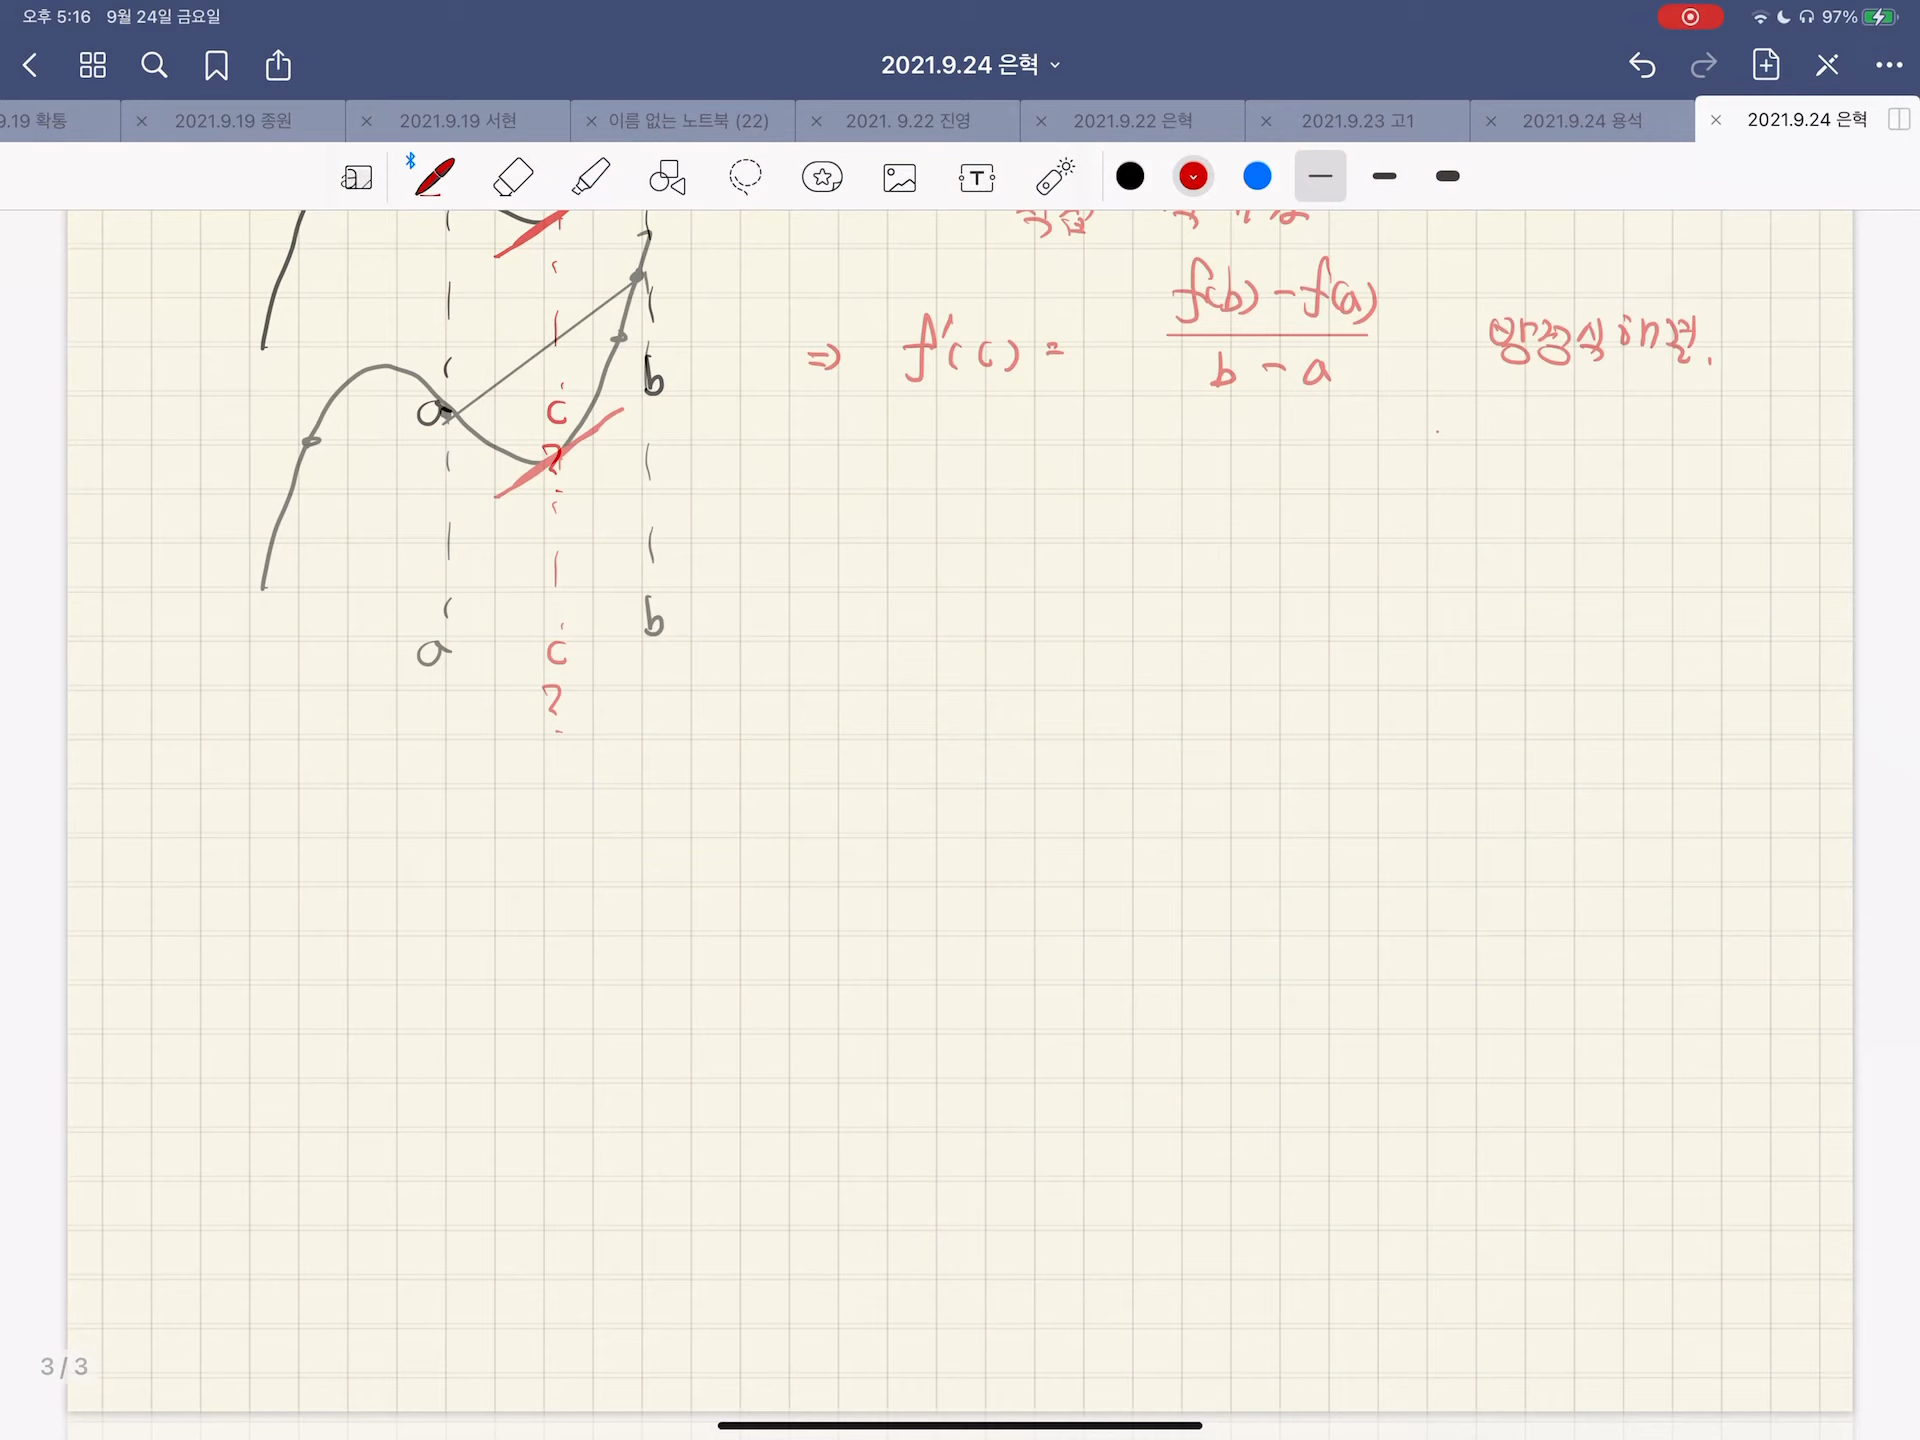 오후 5:16 9월 24일 금요일 97%
2021.9.24 은혁
9.19 확통 2021.9.19 종원 2021.9.19 서현 이름 없는 노트북 (22) 2021. 9.22 진영 2021.9.22 은혁 2021.9.23 고1 2021.9.24 용석 2021.9.24 은혁
⇒ f'(c) = f(b) - f(a) / b - a 방정식 해결.
a c ? b
a c ? b
3 / 3